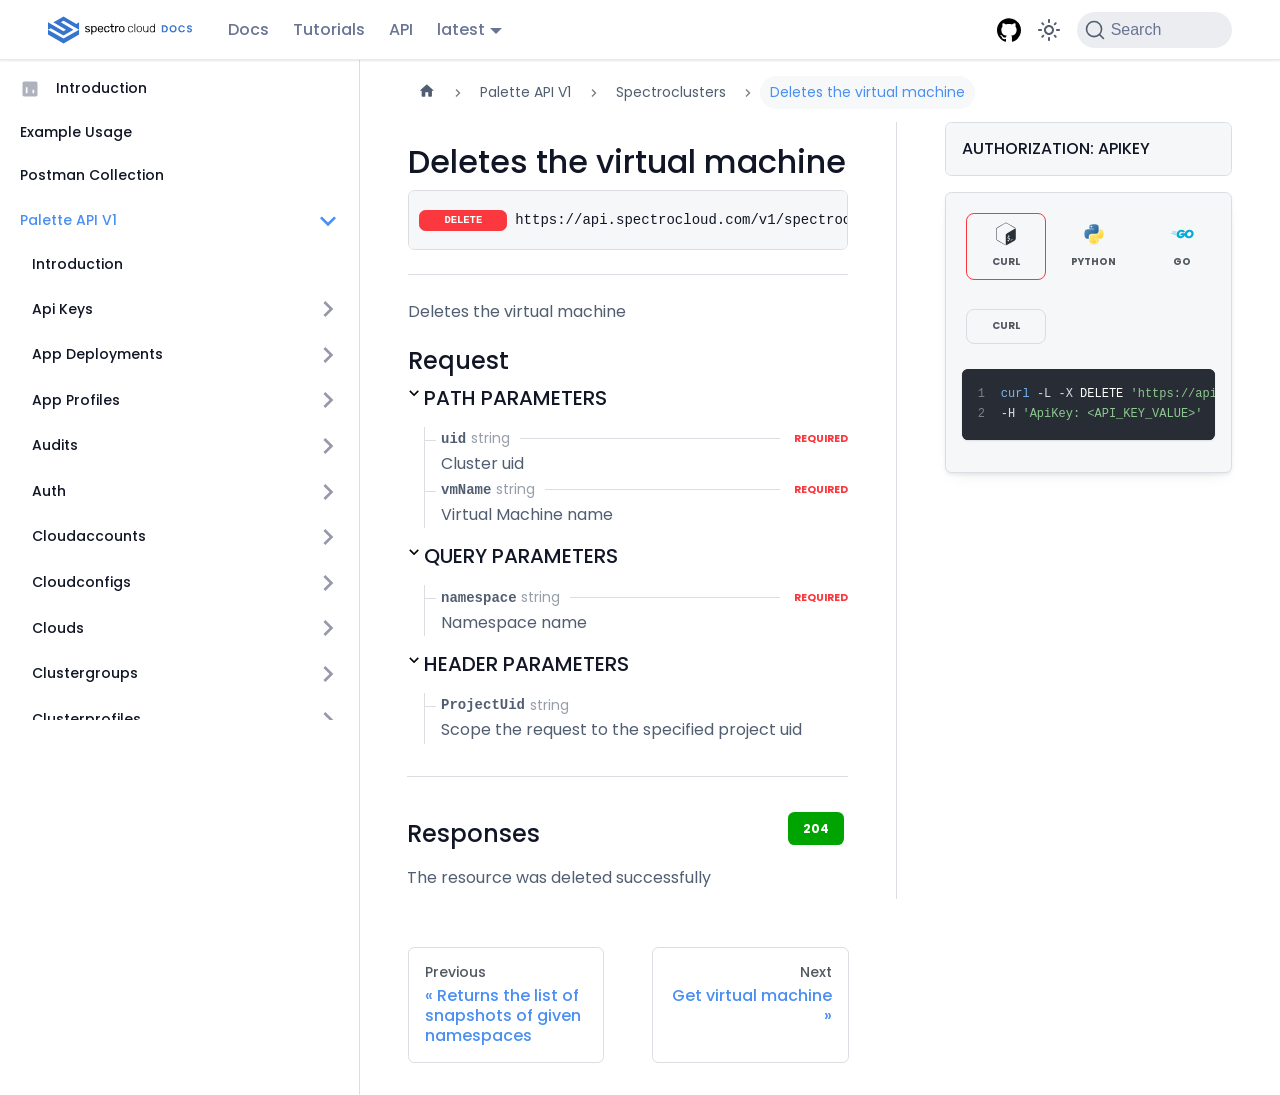 spectro cloud DOCS
Docs
Tutorials
API
latest
Search
Introduction
Example Usage
Postman Collection
Palette API V1
Introduction
Api Keys
App Deployments
App Profiles
Audits
Auth
Cloudaccounts
Cloudconfigs
Clouds
Clustergroups
Clusterprofiles
Palette API V1
Spectroclusters
Deletes the virtual machine
Deletes the virtual machine
DELETE https://api.spectrocloud.com/v1/spectroc
Deletes the virtual machine
Request
PATH PARAMETERS
uid string REQUIRED
Cluster uid
vmName string REQUIRED
Virtual Machine name
QUERY PARAMETERS
namespace string REQUIRED
Namespace name
HEADER PARAMETERS
ProjectUid string
Scope the request to the specified project uid
Responses
204
The resource was deleted successfully
Previous
« Returns the list of
snapshots of given
namespaces
Next
Get virtual machine
»
AUTHORIZATION: APIKEY
CURL
PYTHON
GO
CURL
1 curl -L -X DELETE 'https://api
2 -H 'ApiKey: <API_KEY_VALUE>'